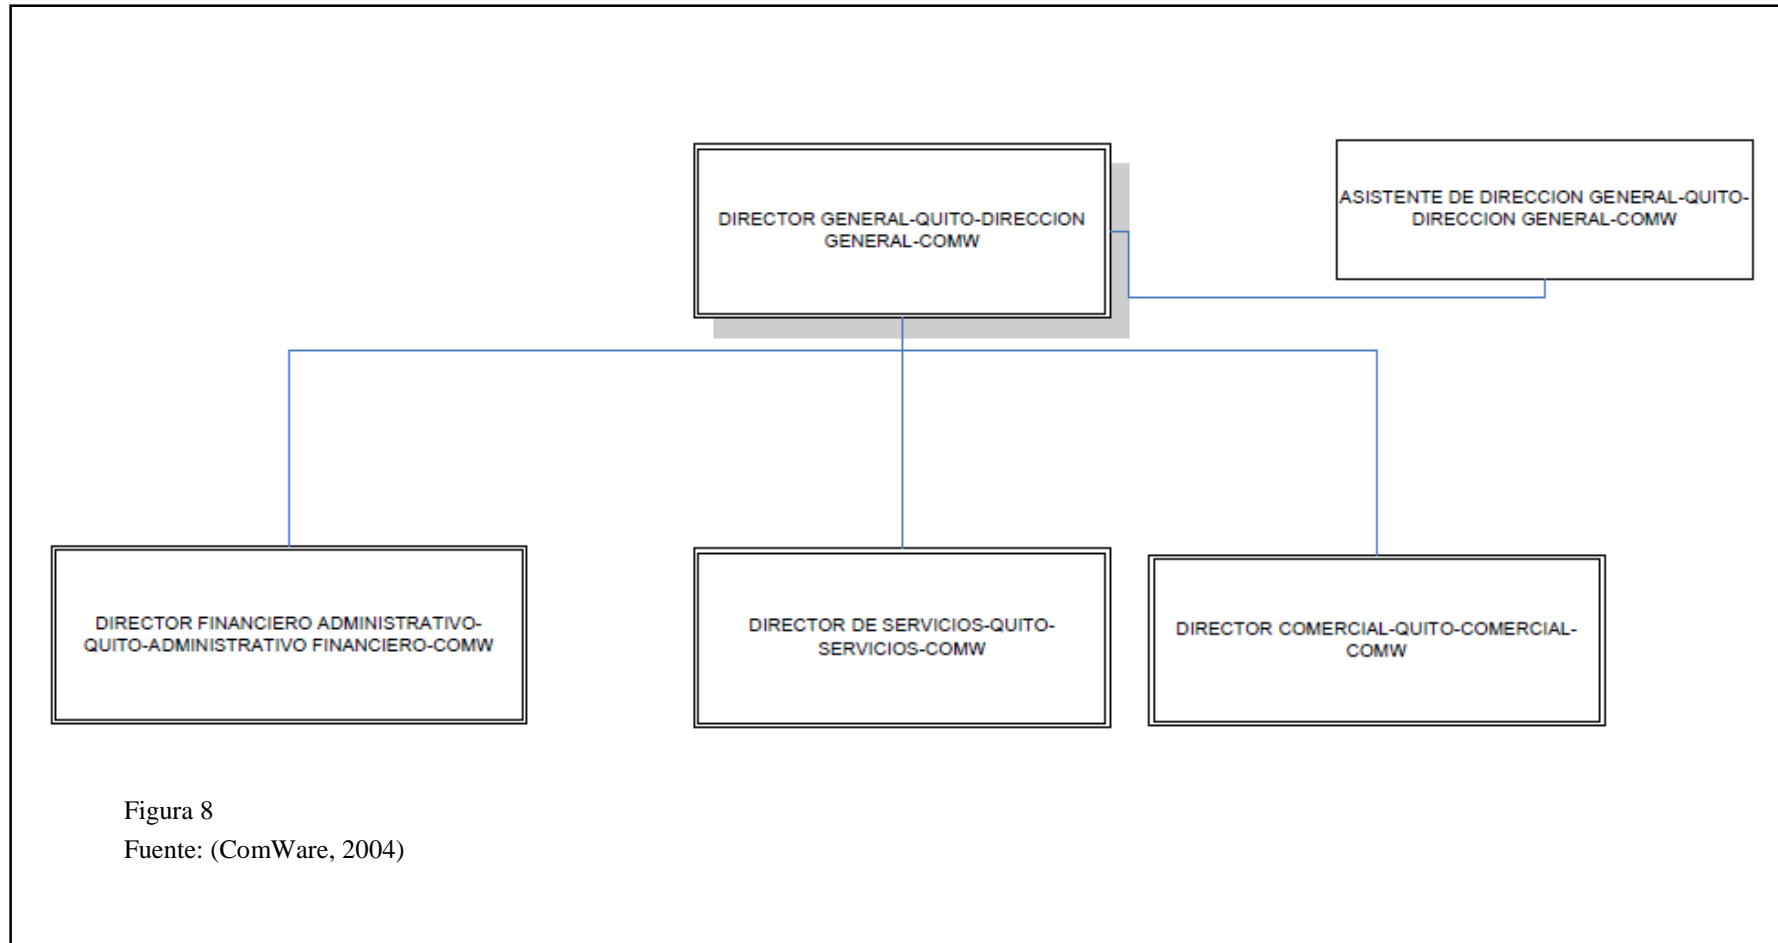 DIRECTOR GENERAL-QUITO-DIRECCION
GENERAL-COMW
ASISTENTE DE DIRECCION GENERAL-QUITO-
DIRECCION GENERAL-COMW
DIRECTOR FINANCIERO ADMINISTRATIVO-
QUITO-ADMINISTRATIVO FINANCIERO-COMW
DIRECTOR DE SERVICIOS-QUITO-
SERVICIOS-COMW
DIRECTOR COMERCIAL-QUITO-COMERCIAL-
COMW
Figura 8
Fuente: (ComWare, 2004)